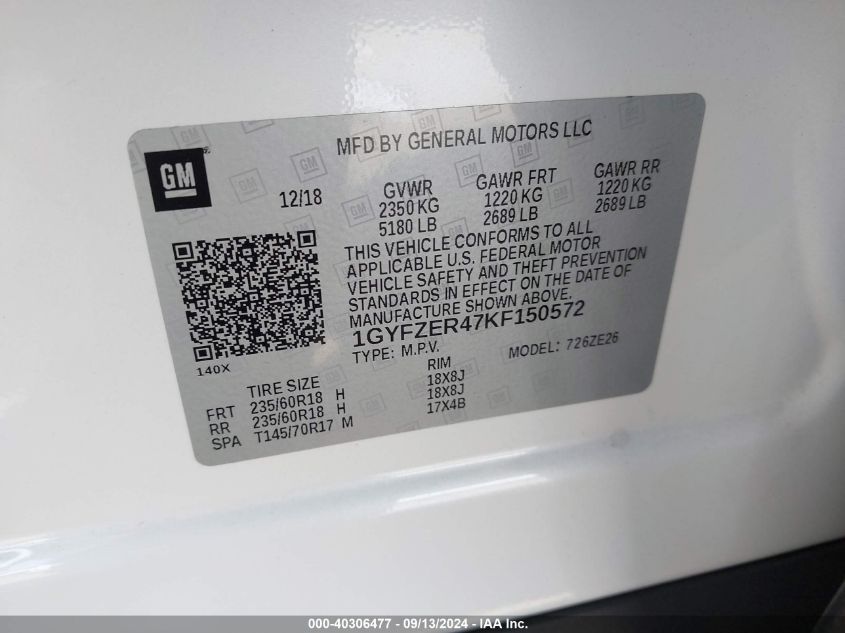 GM
MFD BY GENERAL MOTORS LLC
12/18
GVWR
2350 KG
5180 LB
GAWR FRT
1220 KG
2689 LB
GAWR RR
1220 KG
2689 LB
THIS VEHICLE CONFORMS TO ALL
APPLICABLE U.S. FEDERAL MOTOR
VEHICLE SAFETY AND THEFT PREVENTION
STANDARDS IN EFFECT ON THE DATE OF
MANUFACTURE SHOWN ABOVE.
1GYFZER47KF150572
TYPE: M.P.V.
MODEL: 726ZE26
140X
TIRE SIZE RIM
FRT 235/60R18 H 18X8J
RR 235/60R18 H 18X8J
SPA T145/70R17 M 17X4B
000-40306477 - 09/13/2024 - IAA Inc.